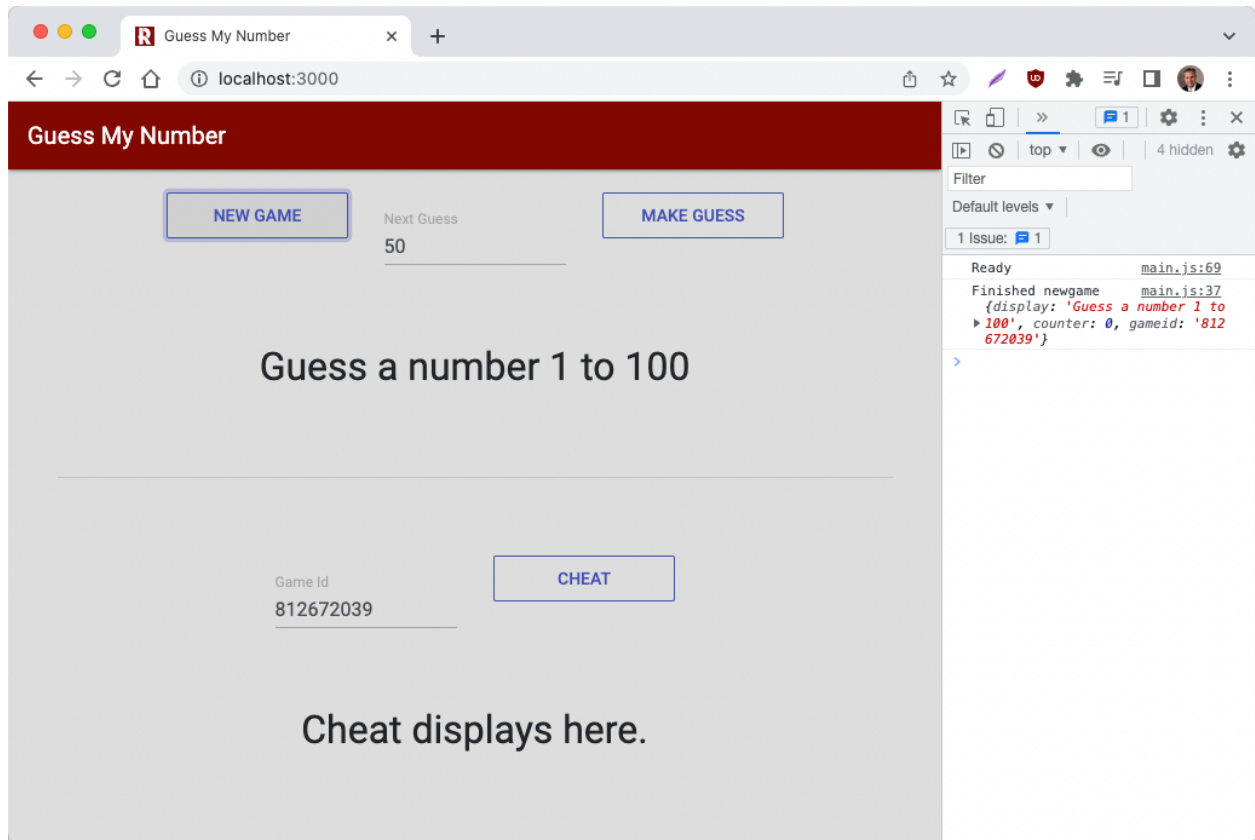 Guess My Number
localhost:3000
Guess My Number
NEW GAME
Next Guess
50
MAKE GUESS
Guess a number 1 to 100
Game Id
812672039
CHEAT
Cheat displays here.
1
top
4 hidden
Filter
Default levels
1 Issue: 1
Ready main.js:69
Finished newgame main.js:37
{display: 'Guess a number 1 to
100', counter: 0, gameid: '812
672039'}